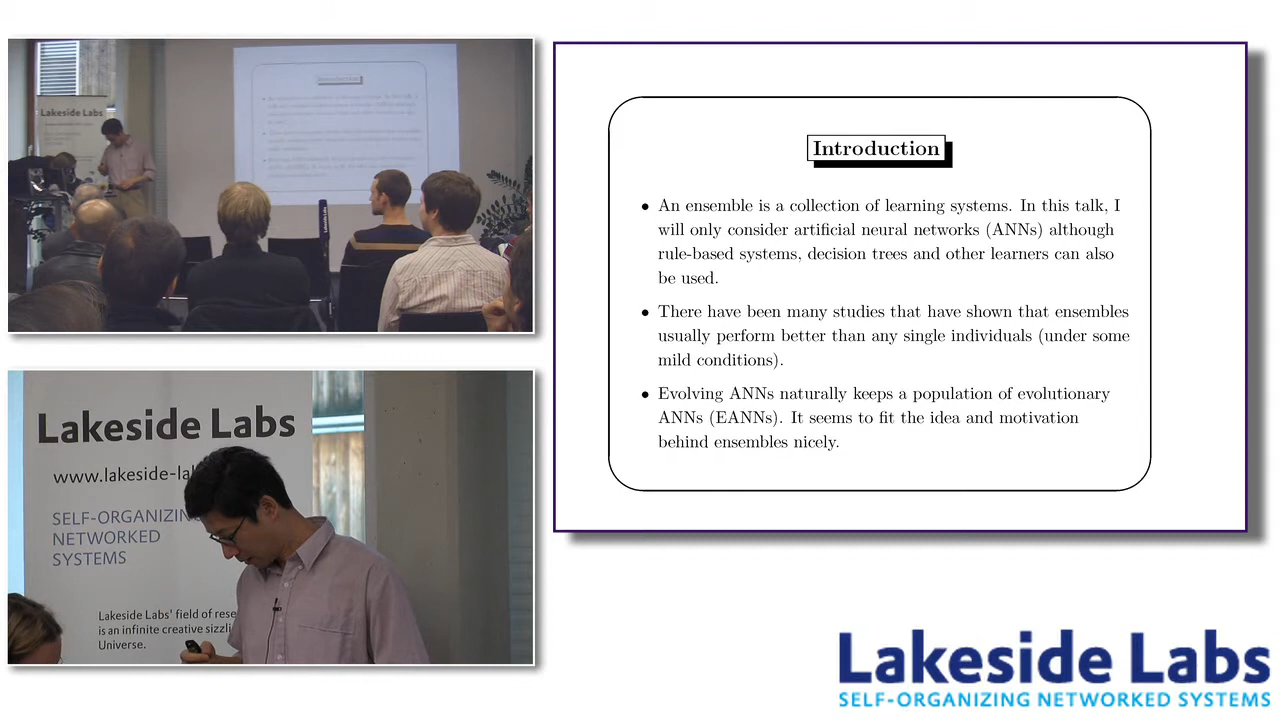 Lakeside Labs
Introduction
Lakeside Labs
www.lakeside-la
SELF-ORGANIZIN
NETWORKED
SYSTEMS
Lakeside Labs' field of rese
is an infinite creative sizzli
Universe.
Introduction
• An ensemble is a collection of learning systems. In this talk, I
will only consider artificial neural networks (ANNs) although
rule-based systems, decision trees and other learners can also
be used.
• There have been many studies that have shown that ensembles
usually perform better than any single individuals (under some
mild conditions).
• Evolving ANNs naturally keeps a population of evolutionary
ANNs (EANNs). It seems to fit the idea and motivation
behind ensembles nicely.
Lakeside Labs
SELF-ORGANIZING NETWORKED SYSTEMS